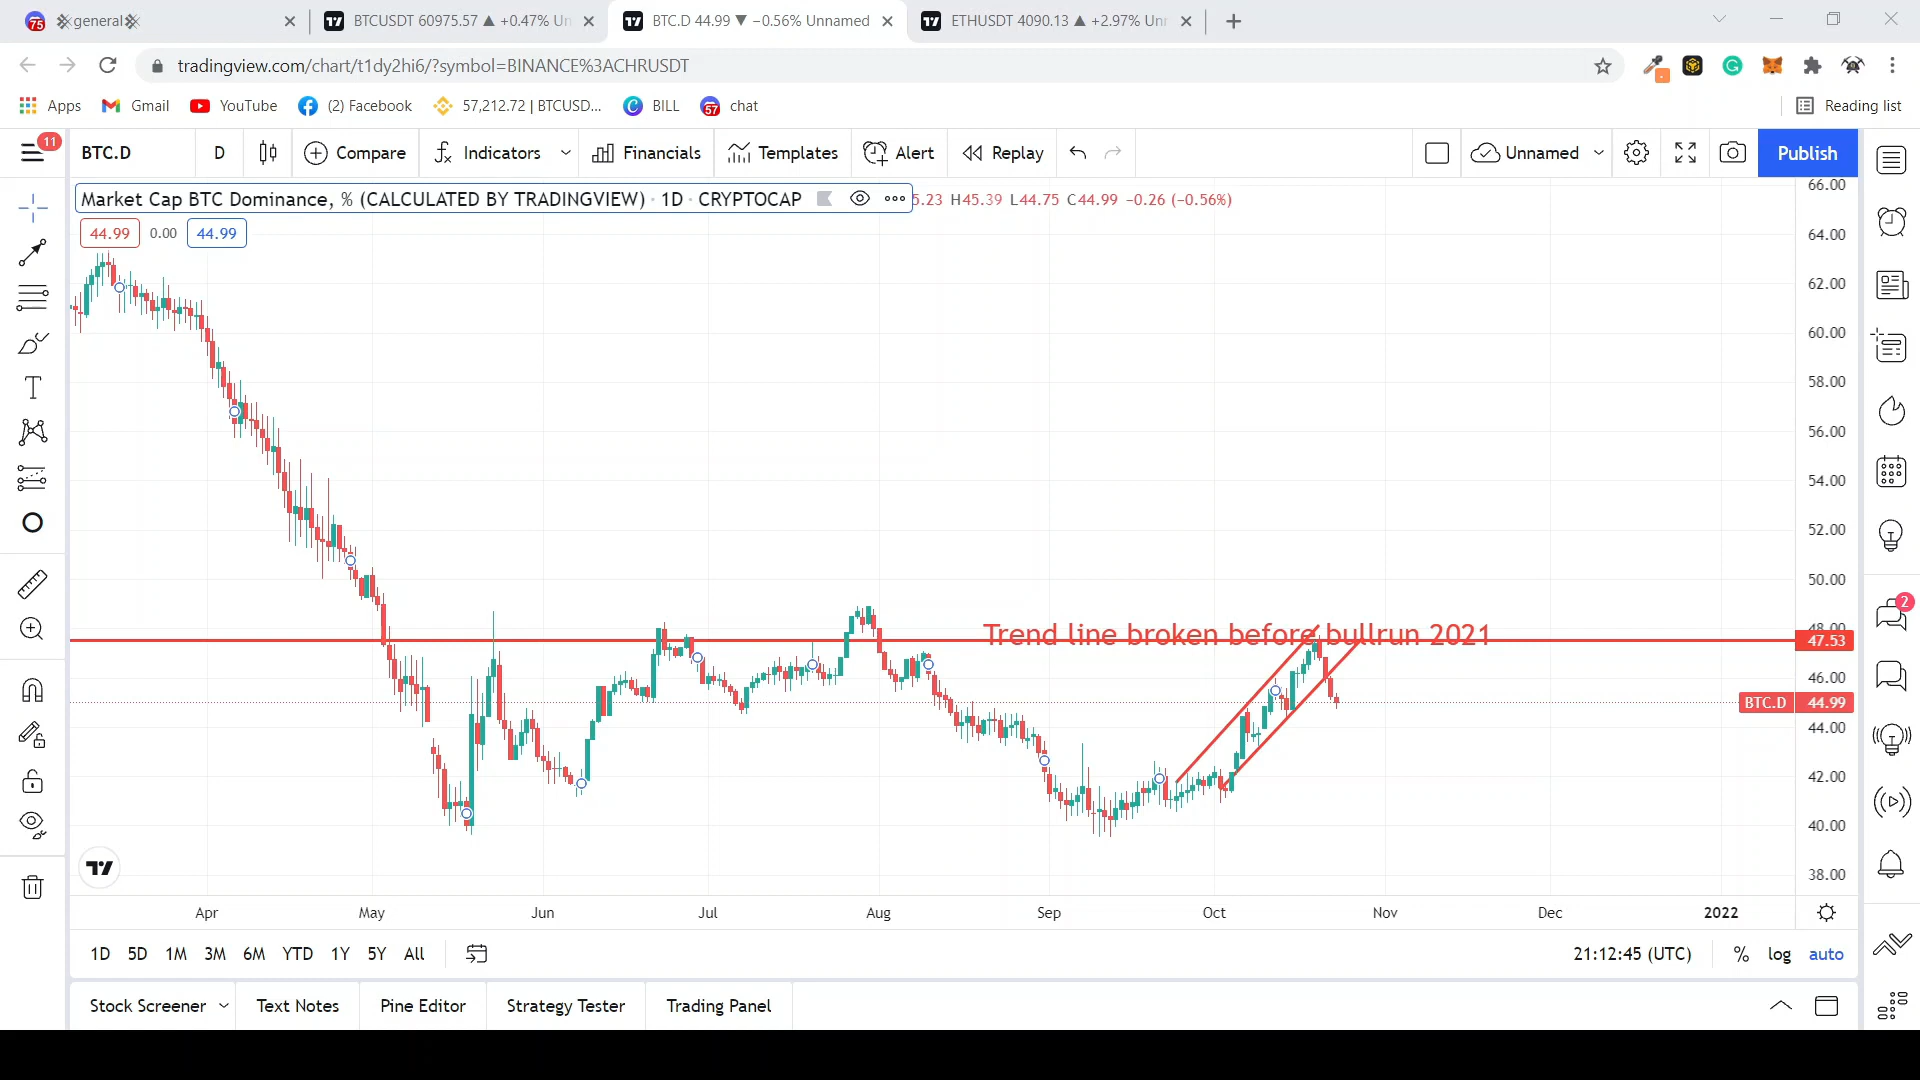 75 general
BTCUSDT 60975.57 ▲ +0.47% Un
BTC.D 44.99 ▼ −0.56% Unnamed
ETHUSDT 4090.13 ▲ +2.97% Un
tradingview.com/chart/t1dy2hi6/?symbol=BINANCE%3ACHRUSDT
Apps
Gmail
YouTube
(2) Facebook
57,212.72 | BTCUSD...
BILL
57 chat
Reading list
11
BTC.D
D
Compare
Indicators
Financials
Templates
Alert
Replay
Unnamed
Publish
Market Cap BTC Dominance, % (CALCULATED BY TRADINGVIEW) · 1D · CRYPTOCAP
5.23 H45.39 L44.75 C44.99 −0.26 (−0.56%)
44.99 0.00 44.99
66.00
64.00
62.00
60.00
58.00
56.00
54.00
52.00
50.00
48.00
Trend line broken before bullrun 2021
47.53
46.00
BTC.D 44.99
44.00
42.00
40.00
38.00
2
Apr May Jun Jul Aug Sep Oct Nov Dec 2022
1D 5D 1M 3M 6M YTD 1Y 5Y All
21:12:45 (UTC) % log auto
Stock Screener
Text Notes
Pine Editor
Strategy Tester
Trading Panel